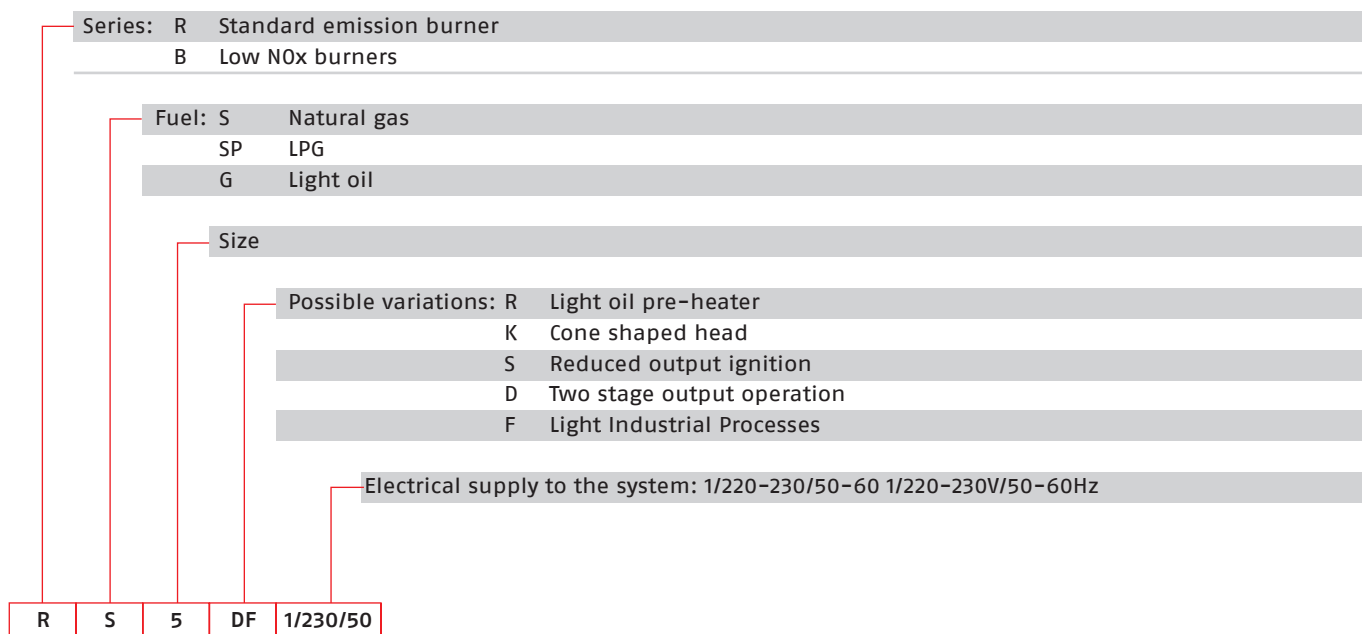 Series: R Standard emission burner
B Low N0x burners
Fuel: S Natural gas
SP LPG
G Light oil
Size
Possible variations: R Light oil pre-heater
K Cone shaped head
S Reduced output ignition
D Two stage output operation
F Light Industrial Processes
Electrical supply to the system: 1/220-230/50-60 1/220-230V/50-60Hz
R S 5 DF 1/230/50